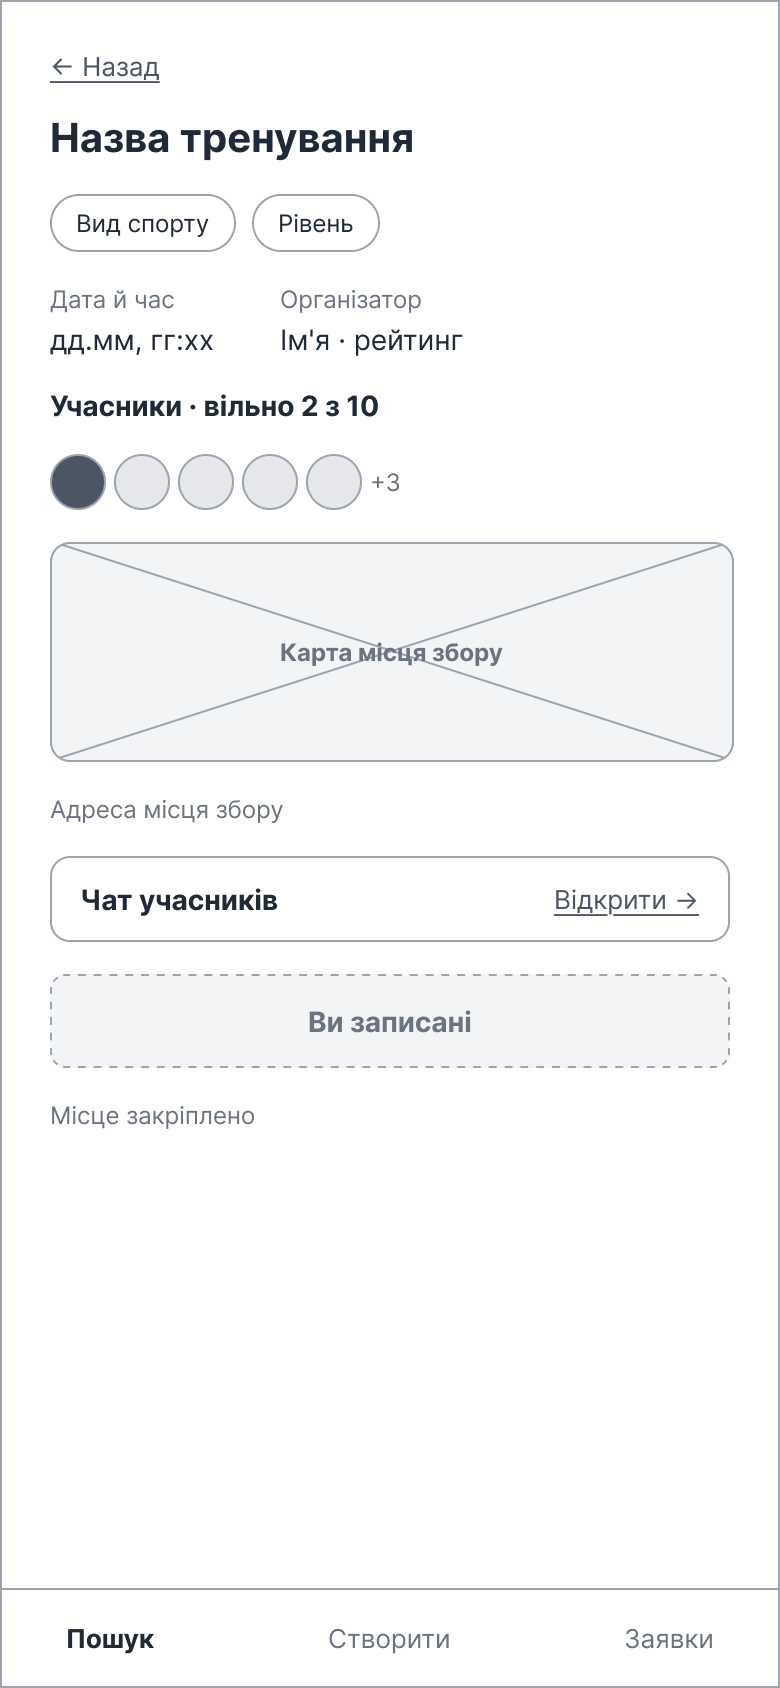 ← Назад
Назва тренування
Вид спорту Рівень
Дата й час Організатор
дд.мм, гг:хх Ім'я · рейтинг
Учасники · вільно 2 з 10
+3
Карта місця збору
Адреса місця збору
Чат учасників Відкрити →
Ви записані
Місце закріплено
Пошук Створити Заявки